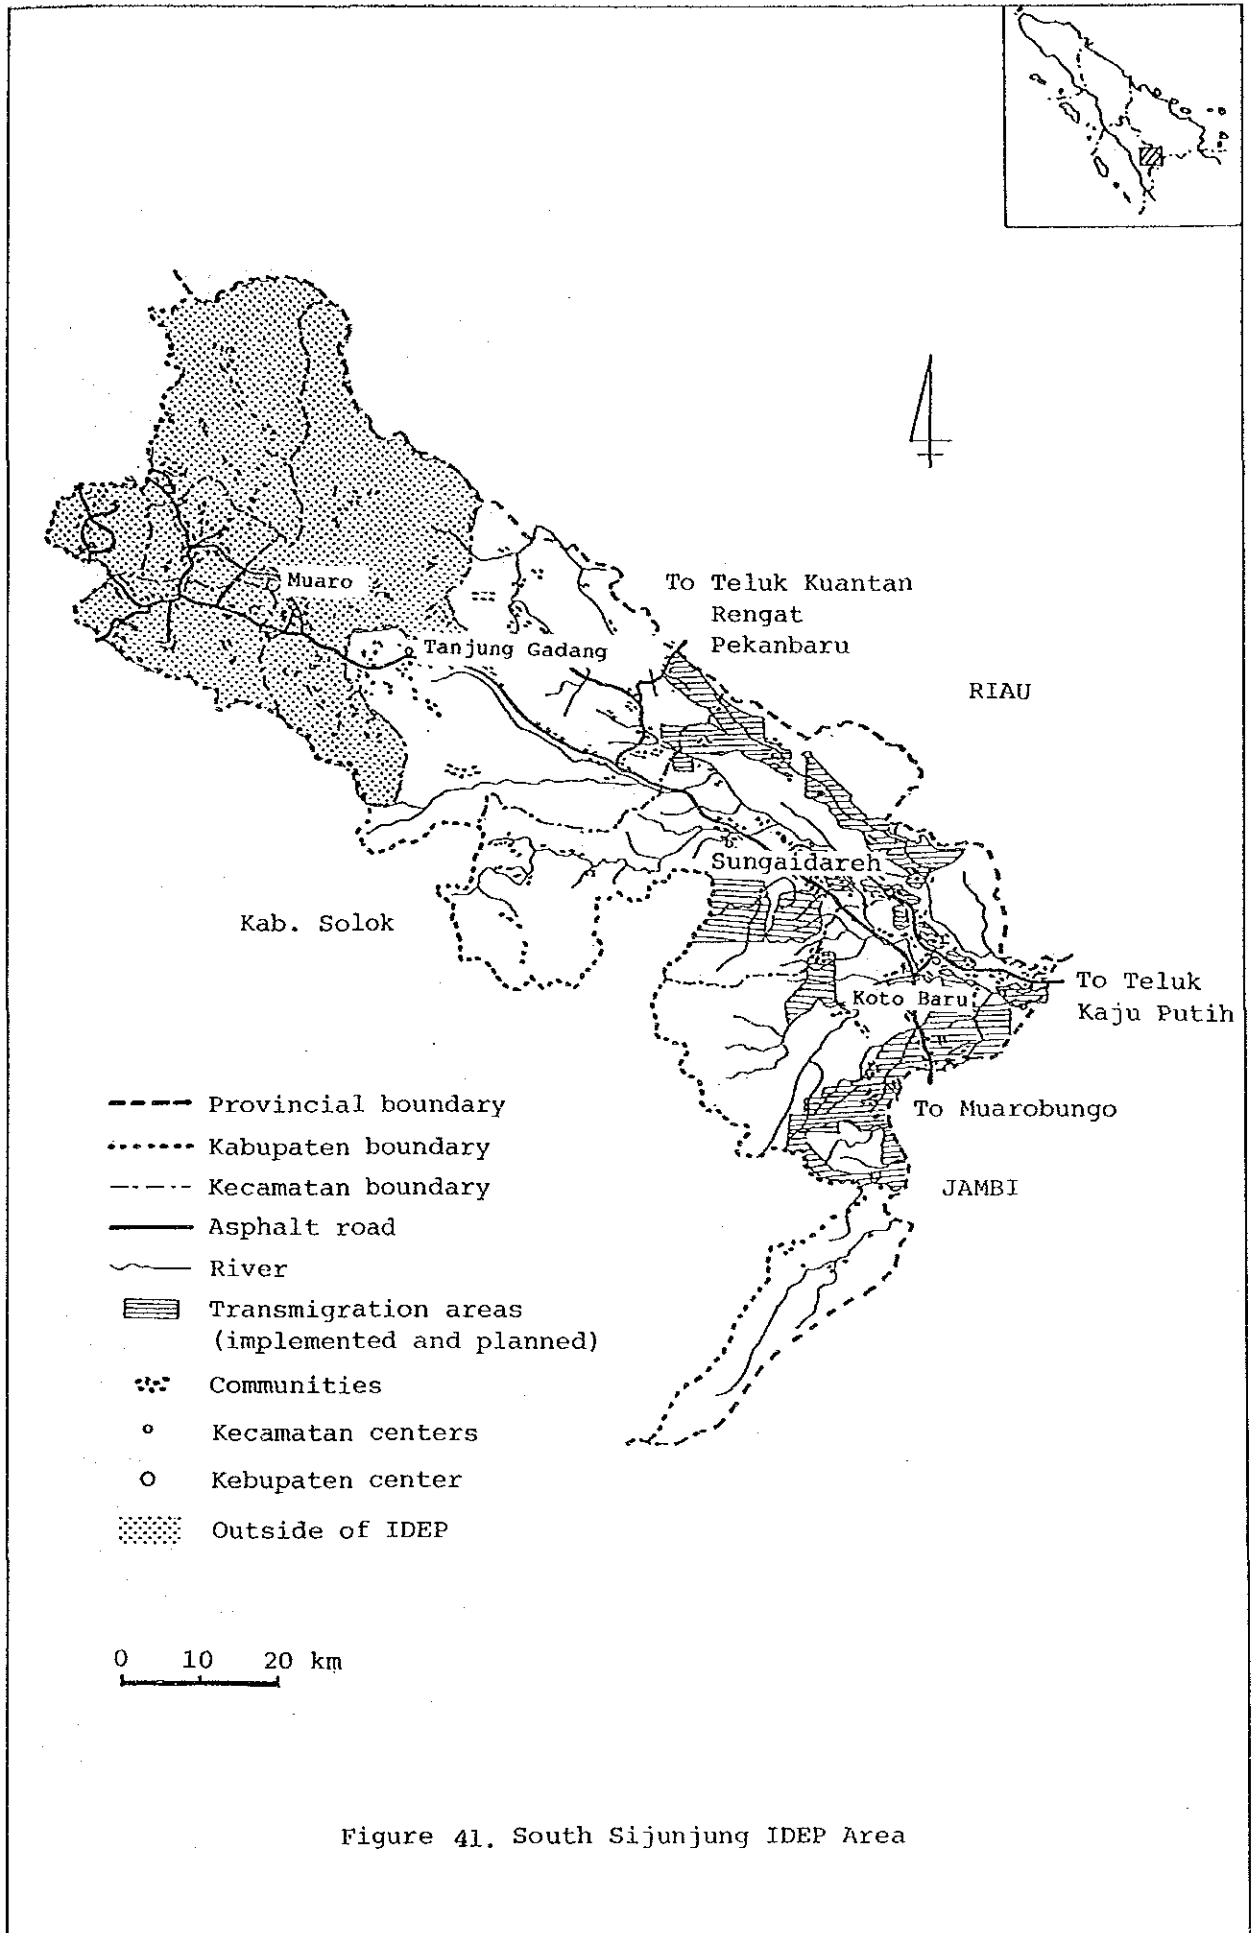 Muaro
To Teluk Kuantan
Rengat
Pekanbaru
Tanjung Gadang
RIAU
Sungaidareh
Kab. Solok
To Teluk
Kaju Putih
Koto Baru
To Muarobungo
JAMBI
Provincial boundary
Kabupaten boundary
Kecamatan boundary
Asphalt road
River
Transmigration areas
(implemented and planned)
Communities
Kecamatan centers
Kebupaten center
Outside of IDEP
0 10 20 km
Figure 41. South Sijunjung IDEP Area